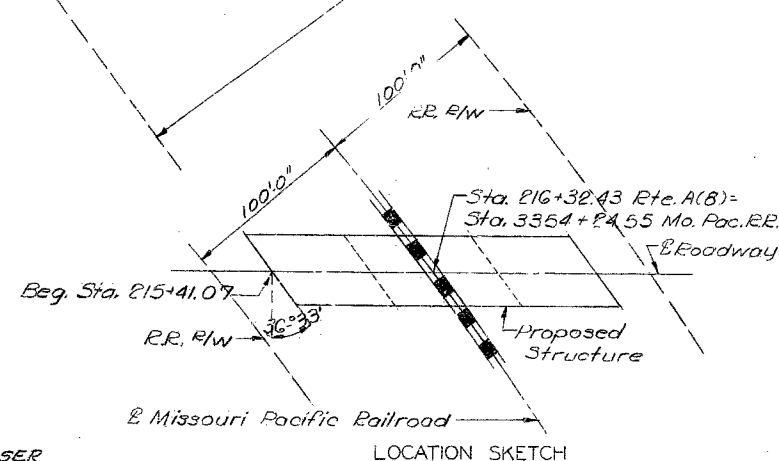 100'-0"
R.R. R/W
100'-0"
Sta. 216+32.43 Rte. A(8)=
Sta. 3354+24.55 Mo. Pac. R.R.
℄ Roadway
Beg. Sta. 215+41.07
36°-33'
R.R. R/W
Proposed
Structure
℄ Missouri Pacific Railroad
SER
LOCATION SKETCH